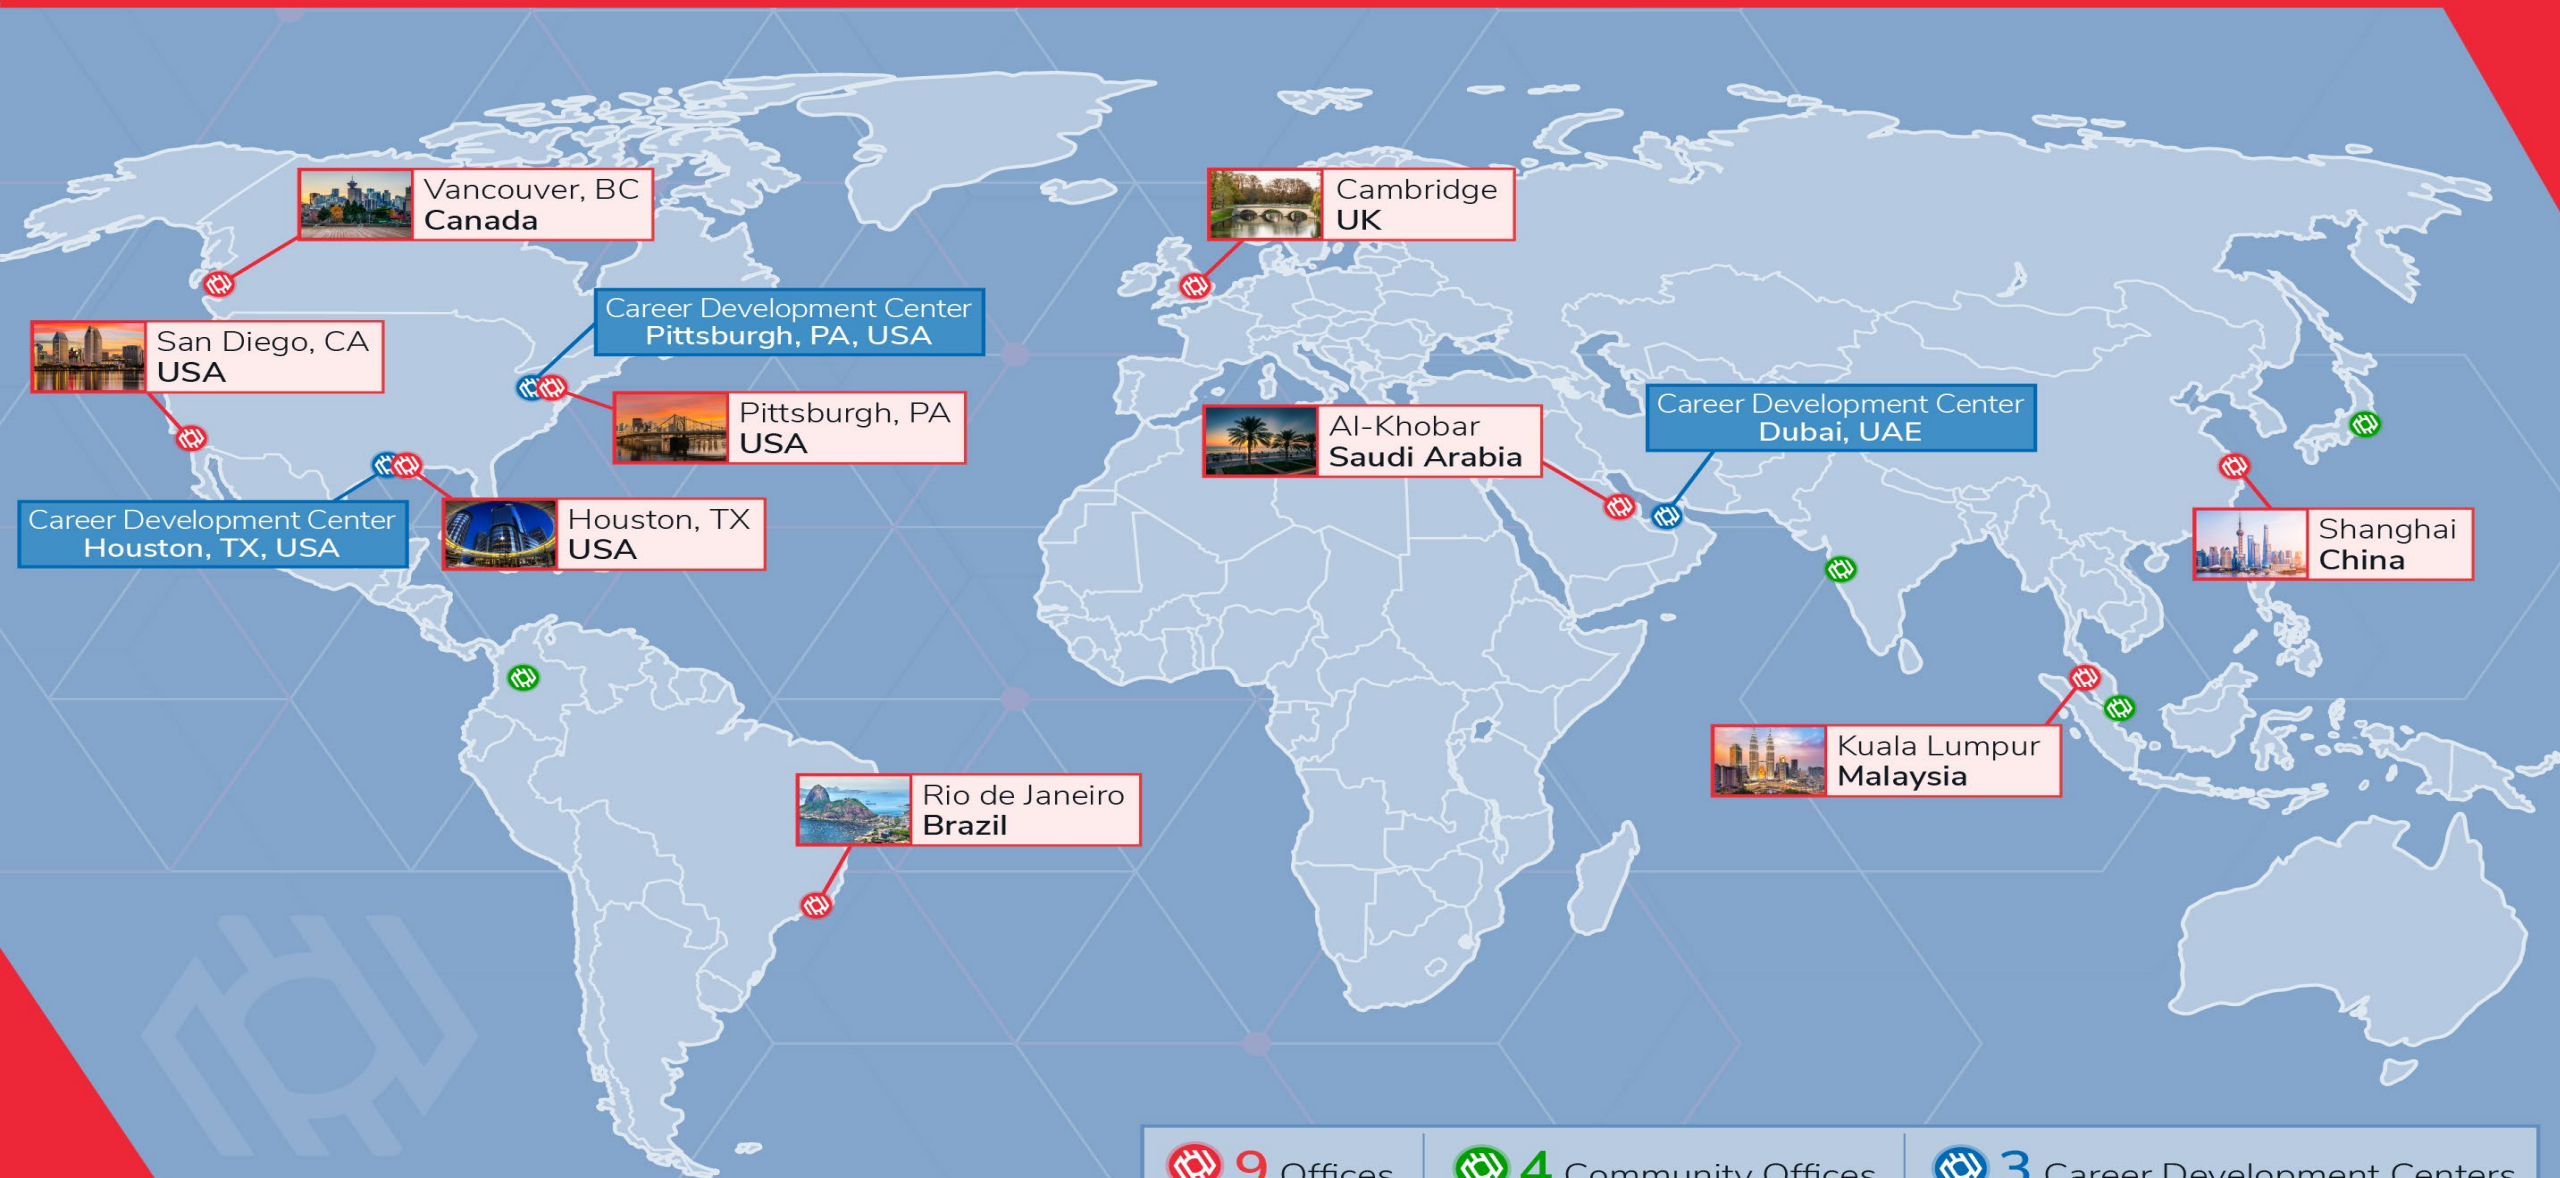 Vancouver, BC
Canada
Cambridge
UK
Career Development Center
Pittsburgh, PA, USA
San Diego, CA
USA
Pittsburgh, PA
USA
Al-Khobar
Saudi Arabia
Career Development Center
Dubai, UAE
Career Development Center
Houston, TX, USA
Houston, TX
USA
Shanghai
China
Kuala Lumpur
Malaysia
Rio de Janeiro
Brazil
9 Offices
4 Community Offices
3 Career Development Centers